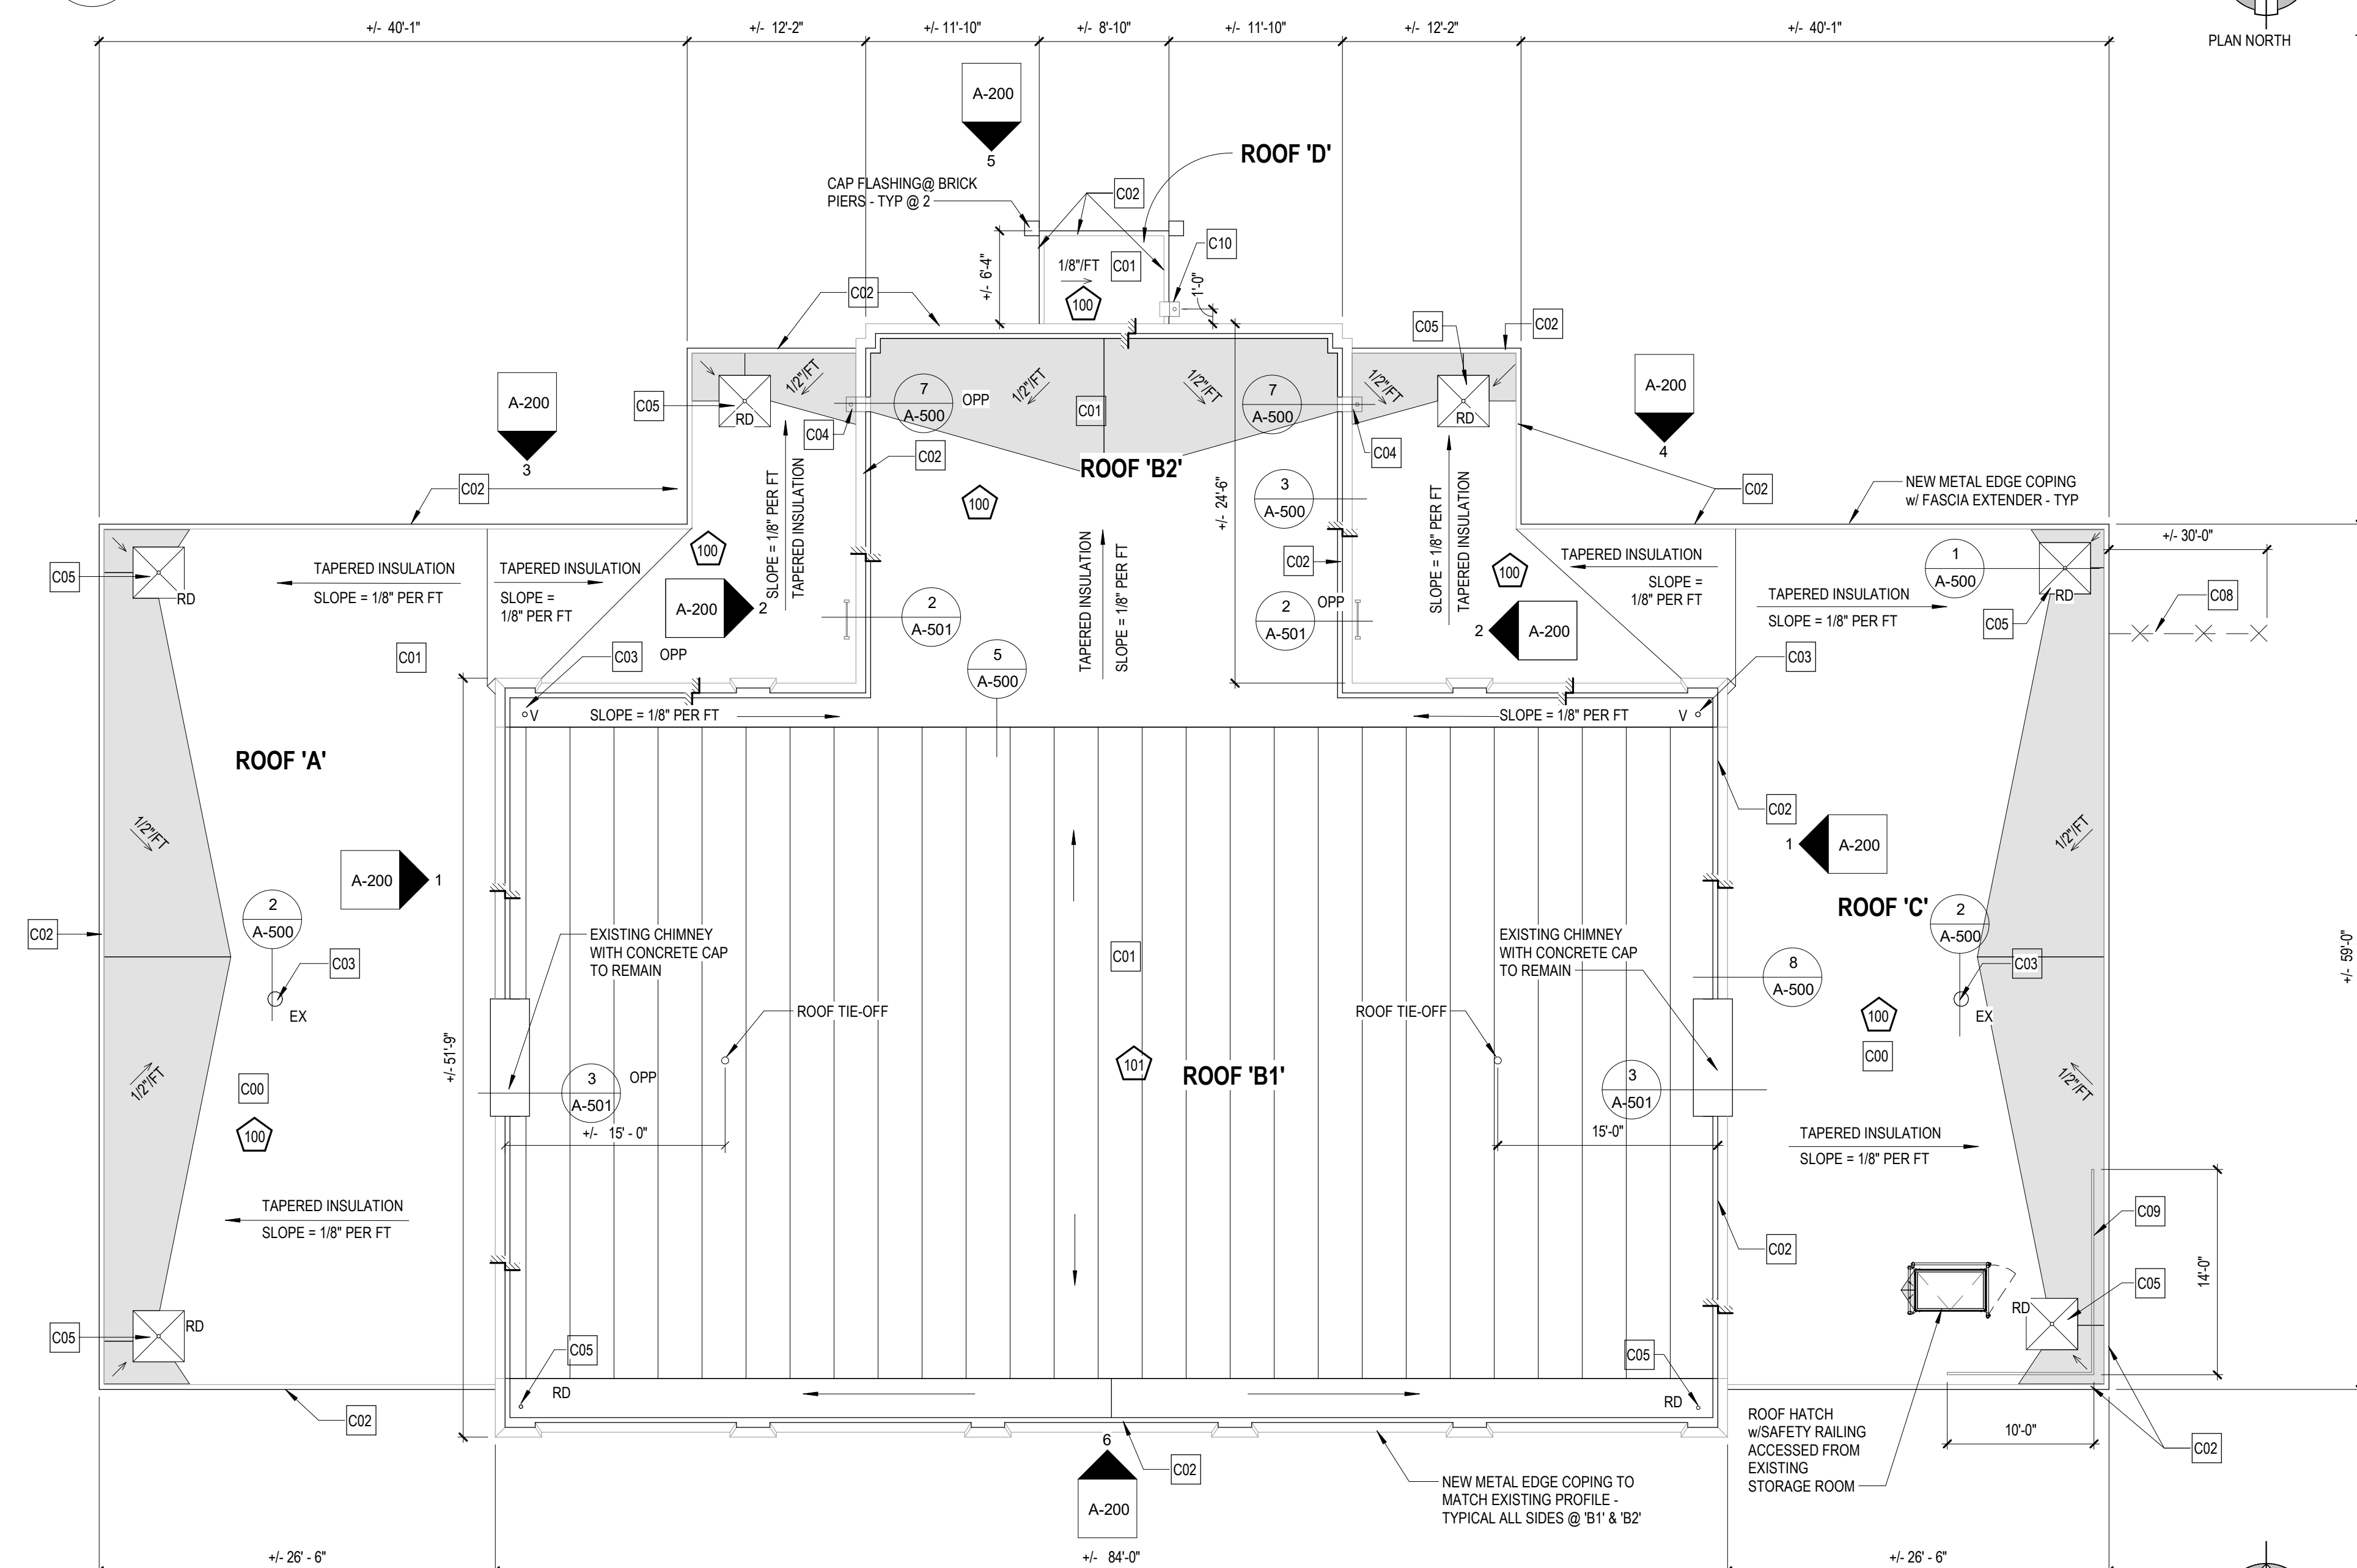 +/- 40'-1"
+/- 12'-2"
+/- 11'-10"
+/- 8'-10"
+/- 11'-10"
+/- 12'-2"
+/- 40'-1"
PLAN NORTH
A-200
5
ROOF 'D'
CAP FLASHING@ BRICK
PIERS - TYP @ 2
C02
C10
+/- 6'-4"
1/8"/FT
C01
100
1'-0"
C02
C05
C02
A-200
3
C05
RD
1/2"/FT
C04
7
A-500
OPP
1/2"/FT
C01
1/2"/FT
7
A-500
1/2"/FT
RD
C04
A-200
4
C02
C02
ROOF 'B2'
100
3
A-500
+/- 24'-6"
C02
NEW METAL EDGE COPING
w/ FASCIA EXTENDER - TYP
+/- 30'-0"
SLOPE = 1/8" PER FT
TAPERED INSULATION
100
TAPERED INSULATION
SLOPE = 1/8" PER FT
C02
SLOPE = 1/8" PER FT
TAPERED INSULATION
100
C05
RD
TAPERED INSULATION
SLOPE = 1/8" PER FT
TAPERED INSULATION
SLOPE =
1/8" PER FT
TAPERED INSULATION
SLOPE =
1/8" PER FT
TAPERED INSULATION
SLOPE = 1/8" PER FT
1
A-500
C05
RD
C08
A-200
2
2
A-501
2
A-501
OPP
2
A-200
C01
C03
OPP
5
A-500
C03
V
SLOPE = 1/8" PER FT
SLOPE = 1/8" PER FT
V
ROOF 'A'
C02
1/2"/FT
A-200
1
1
A-200
1/2"/FT
ROOF 'C'
C02
2
A-500
C03
EX
EXISTING CHIMNEY
WITH CONCRETE CAP
TO REMAIN
C01
EXISTING CHIMNEY
WITH CONCRETE CAP
TO REMAIN
8
A-500
2
A-500
C03
EX
+/- 59'-0"
ROOF TIE-OFF
ROOF TIE-OFF
100
C00
+/- 51'-9"
1/2"/FT
C00
100
3
A-501
OPP
+/- 15' - 0"
101
ROOF 'B1'
3
A-501
15'-0"
1/2"/FT
TAPERED INSULATION
SLOPE = 1/8" PER FT
TAPERED INSULATION
SLOPE = 1/8" PER FT
C02
C09
14'-0"
C05
RD
C05
RD
C05
RD
C05
RD
C02
6
A-200
C02
NEW METAL EDGE COPING TO
MATCH EXISTING PROFILE -
TYPICAL ALL SIDES @ 'B1' & 'B2'
ROOF HATCH
w/SAFETY RAILING
ACCESSED FROM
EXISTING
STORAGE ROOM
10'-0"
C02
+/- 26' - 6"
+/- 84'-0"
+/- 26' - 6"